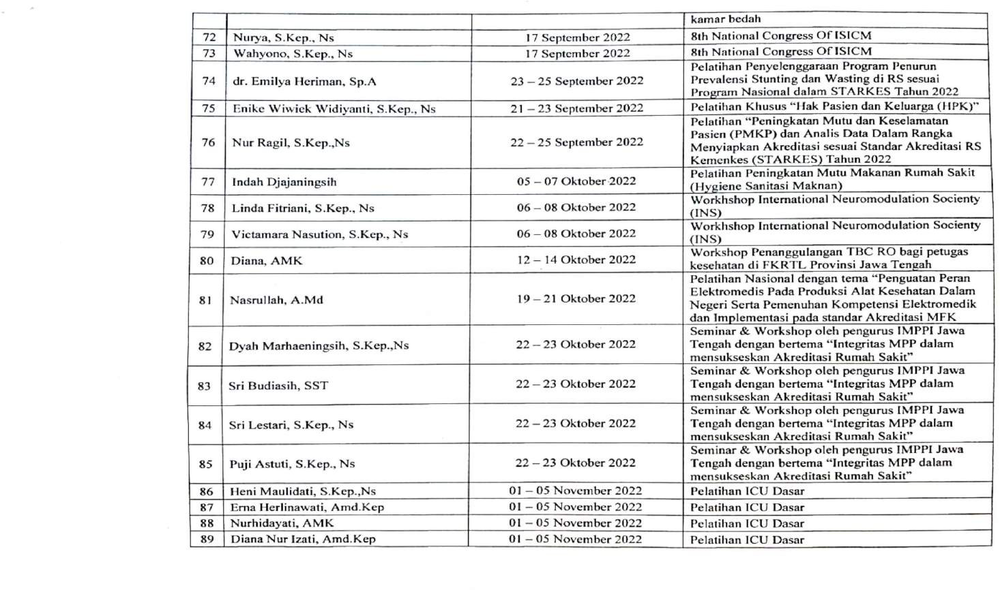 kamar bedah
72 Nurya, S.Kep., Ns 17 September 2022 8th National Congress Of ISICM
73 Wahyono, S.Kep., Ns 17 September 2022 8th National Congress Of ISICM
74 dr. Emilya Heriman, Sp.A 23 – 25 September 2022 Pelatihan Penyelenggaraan Program Penurun
Prevalensi Stunting dan Wasting di RS sesuai
Program Nasional dalam STARKES Tahun 2022
75 Enike Wiwiek Widiyanti, S.Kep., Ns 21 – 23 September 2022 Pelatihan Khusus “Hak Pasien dan Keluarga (HPK)”
76 Nur Ragil, S.Kep.,Ns 22 – 25 September 2022 Pelatihan “Peningkatan Mutu dan Keselamatan
Pasien (PMKP) dan Analis Data Dalam Rangka
Menyiapkan Akreditasi sesuai Standar Akreditasi RS
Kemenkes (STARKES) Tahun 2022
77 Indah Djajaningsih 05 – 07 Oktober 2022 Pelatihan Peningkatan Mutu Makanan Rumah Sakit
(Hygiene Sanitasi Maknan)
78 Linda Fitriani, S.Kep., Ns 06 – 08 Oktober 2022 Workhshop International Neuromodulation Socienty
(INS)
79 Victamara Nasution, S.Kep., Ns 06 – 08 Oktober 2022 Workhshop International Neuromodulation Socienty
(INS)
80 Diana, AMK 12 – 14 Oktober 2022 Workshop Penanggulangan TBC RO bagi petugas
kesehatan di FKRTL Provinsi Jawa Tengah
81 Nasrullah, A.Md 19 – 21 Oktober 2022 Pelatihan Nasional dengan tema “Penguatan Peran
Elektromedis Pada Produksi Alat Kesehatan Dalam
Negeri Serta Pemenuhan Kompetensi Elektromedik
dan Implementasi pada standar Akreditasi MFK
82 Dyah Marhaeningsih, S.Kep.,Ns 22 – 23 Oktober 2022 Seminar & Workshop oleh pengurus IMPPI Jawa
Tengah dengan bertema “Integritas MPP dalam
mensukseskan Akreditasi Rumah Sakit”
83 Sri Budiasih, SST 22 – 23 Oktober 2022 Seminar & Workshop oleh pengurus IMPPI Jawa
Tengah dengan bertema “Integritas MPP dalam
mensukseskan Akreditasi Rumah Sakit”
84 Sri Lestari, S.Kep., Ns 22 – 23 Oktober 2022 Seminar & Workshop oleh pengurus IMPPI Jawa
Tengah dengan bertema “Integritas MPP dalam
mensukseskan Akreditasi Rumah Sakit”
85 Puji Astuti, S.Kep., Ns 22 – 23 Oktober 2022 Seminar & Workshop oleh pengurus IMPPI Jawa
Tengah dengan bertema “Integritas MPP dalam
mensukseskan Akreditasi Rumah Sakit”
86 Heni Maulidati, S.Kep.,Ns 01 – 05 November 2022 Pelatihan ICU Dasar
87 Erna Herlinawati, Amd.Kep 01 – 05 November 2022 Pelatihan ICU Dasar
88 Nurhidayati, AMK 01 – 05 November 2022 Pelatihan ICU Dasar
89 Diana Nur Izati, Amd.Kep 01 – 05 November 2022 Pelatihan ICU Dasar